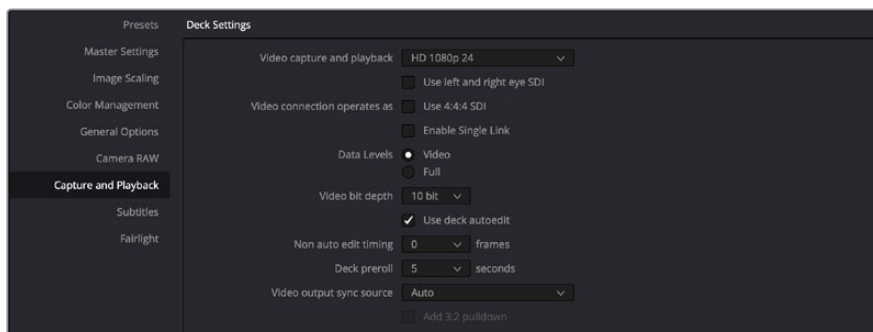 Presets
Master Settings
Image Scaling
Color Management
General Options
Camera RAW
Capture and Playback
Subtitles
Fairlight
Deck Settings
Video capture and playback HD 1080p 24
Use left and right eye SDI
Video connection operates as Use 4:4:4 SDI
Enable Single Link
Data Levels Video
Full
Video bit depth 10 bit
Use deck autoedit
Non auto edit timing 0 frames
Deck preroll 5 seconds
Video output sync source Auto
Add 3:2 pulldown